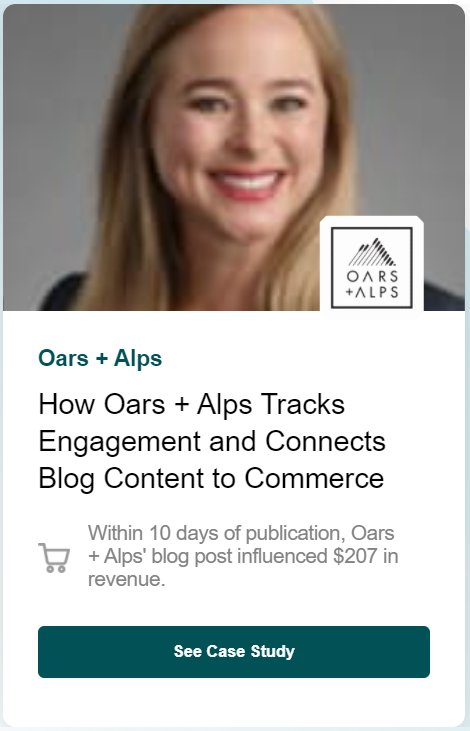 OARS
+ALPS
Oars + Alps
How Oars + Alps Tracks
Engagement and Connects
Blog Content to Commerce
Within 10 days of publication, Oars
+ Alps' blog post influenced $207 in
revenue.
See Case Study